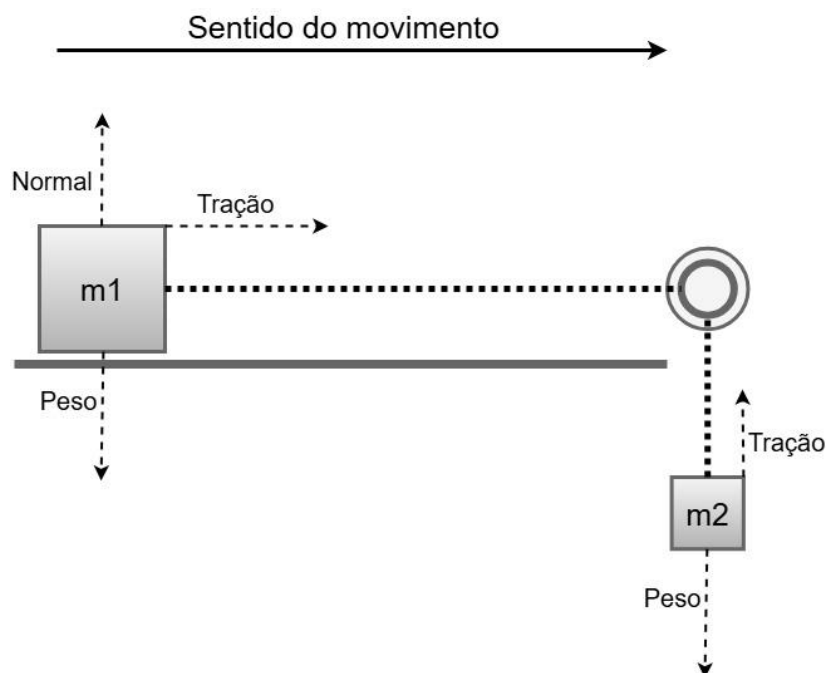 Sentido do movimento
Normal
Tração
m1
Peso
Tração
m2
Peso